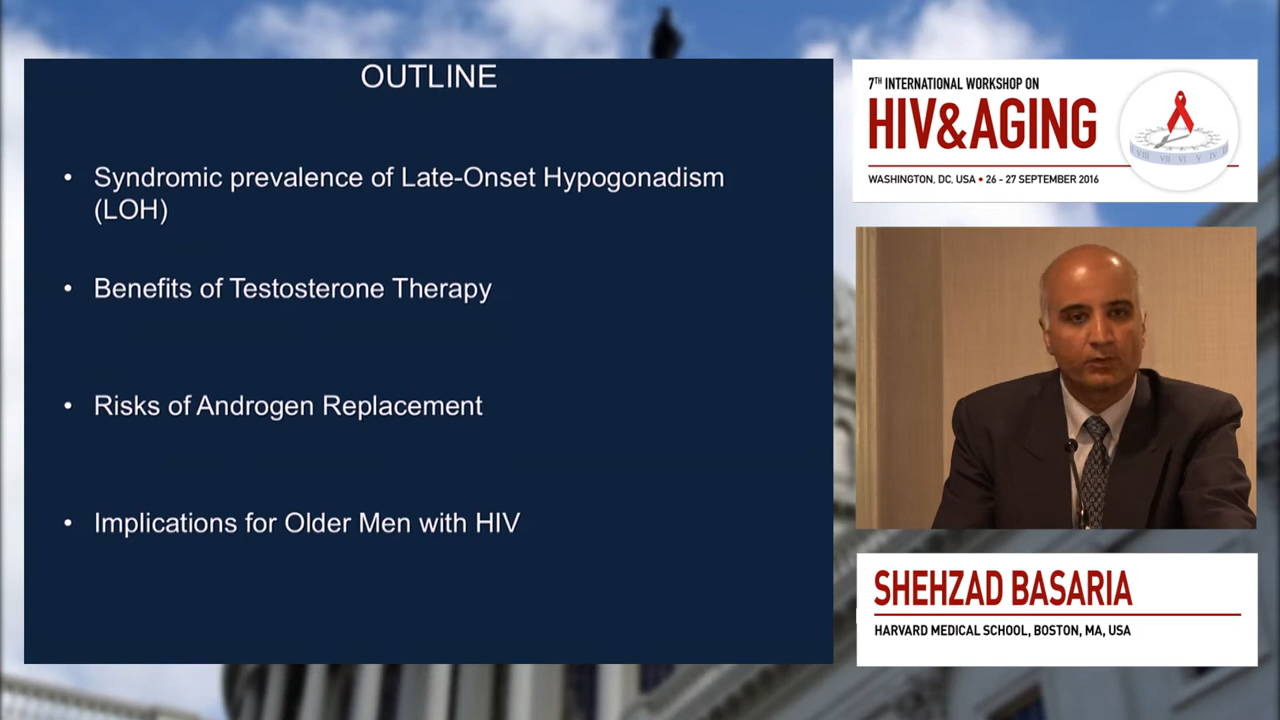 OUTLINE
• Syndromic prevalence of Late-Onset Hypogonadism
(LOH)
• Benefits of Testosterone Therapy
• Risks of Androgen Replacement
• Implications for Older Men with HIV
7TH INTERNATIONAL WORKSHOP ON
HIV&AGING
WASHINGTON, DC, USA • 26 - 27 SEPTEMBER 2016
SHEHZAD BASARIA
HARVARD MEDICAL SCHOOL, BOSTON, MA, USA